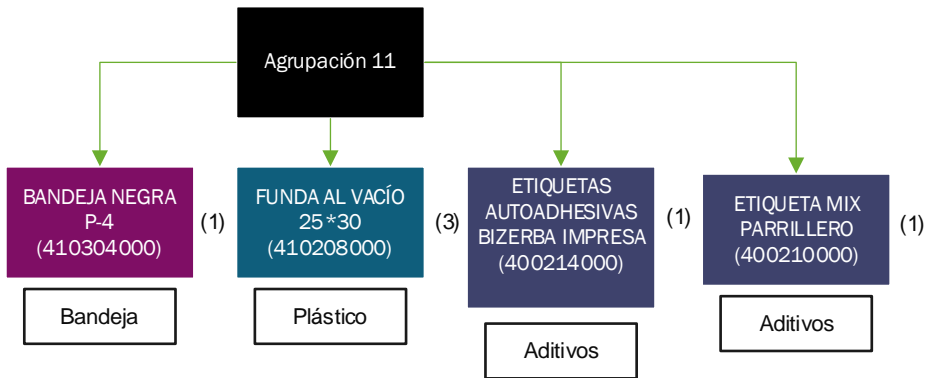 Agrupación 11
BANDEJA NEGRA
P-4
(410304000)
(1)
FUNDA AL VACÍO
25*30
(410208000)
(3)
ETIQUETAS
AUTOADHESIVAS
BIZERBA IMPRESA
(400214000)
(1)
ETIQUETA MIX
PARRILLERO
(400210000)
(1)
Bandeja
Plástico
Aditivos
Aditivos